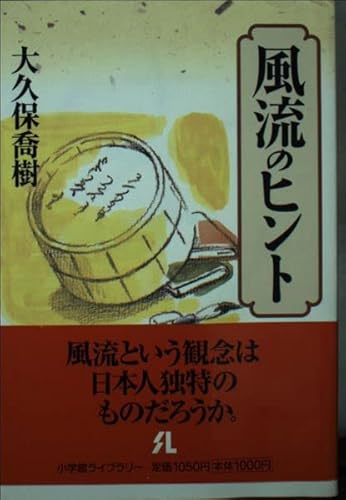 風流のヒント
大久保喬樹
風流という観念は
日本人独特の
ものだろうか。
SL
小学館ライブラリー 定価1050円 本体1000円